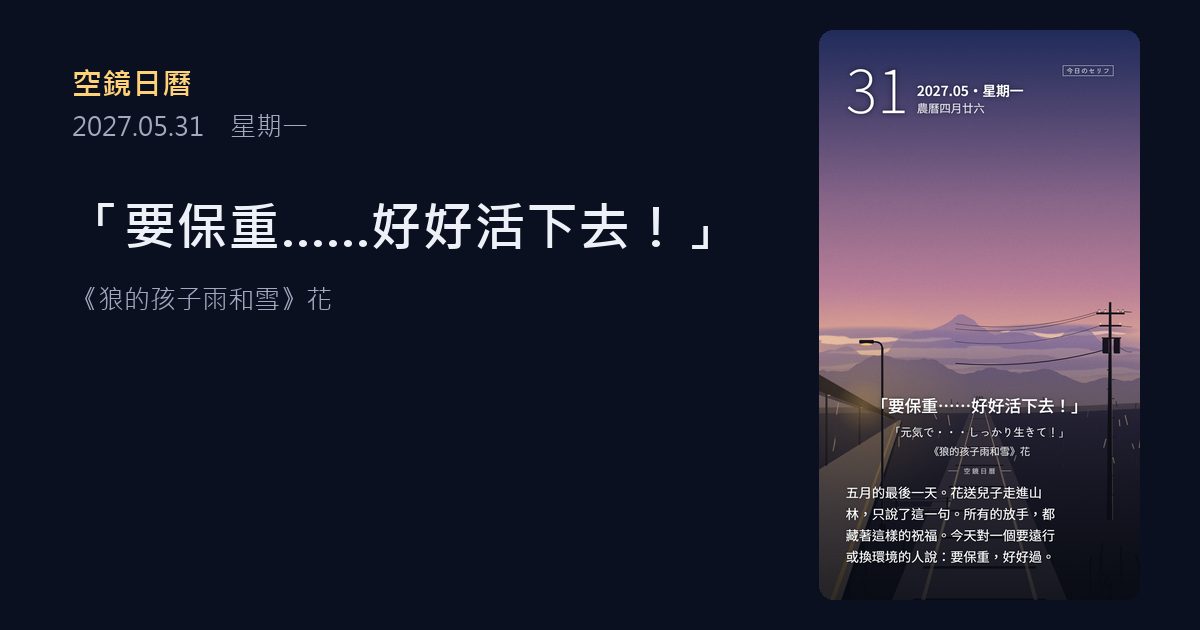 空鏡日曆
2027.05.31 星期一
「要保重……好好活下去！」
《狼的孩子雨和雪》花
31
2027.05・星期一
農曆四月廿六
今日のセリフ
「要保重……好好活下去！」
「元気で・・・しっかり生きて！」
《狼的孩子雨和雪》花
空鏡日曆
五月的最後一天。花送兒子走進山
林，只說了這一句。所有的放手，都
藏著這樣的祝福。今天對一個要遠行
或換環境的人說：要保重，好好過。